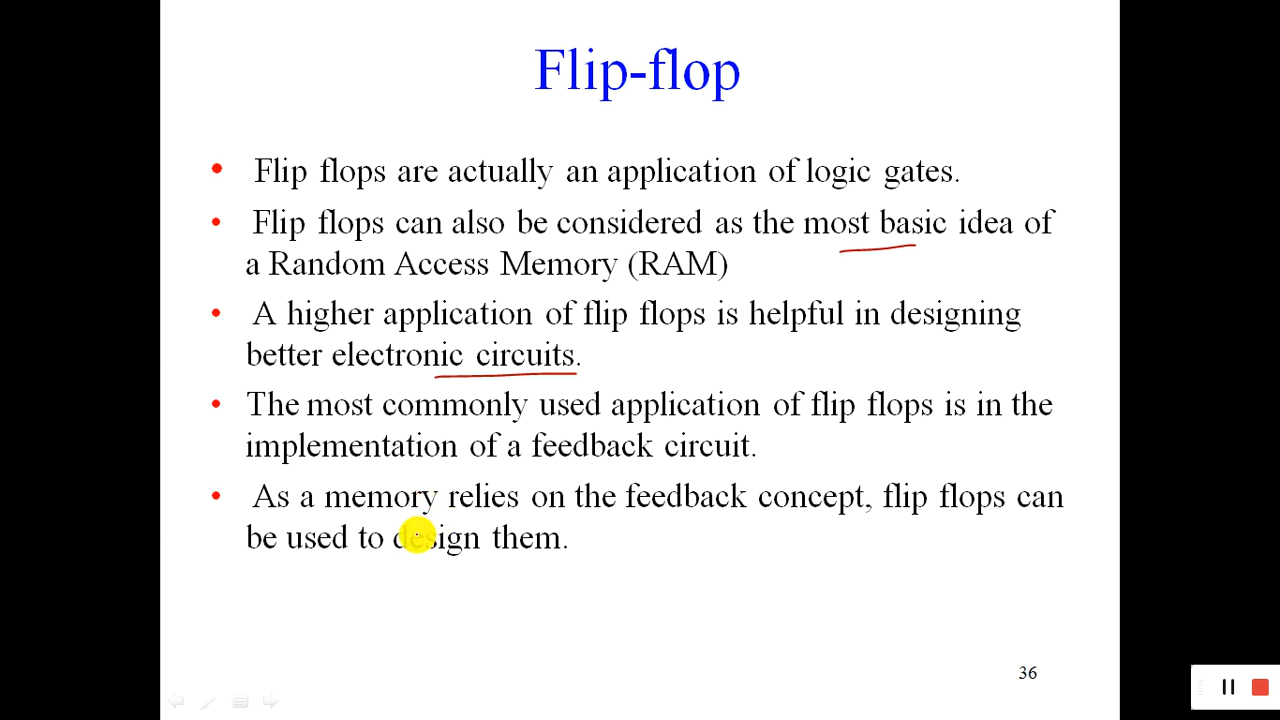 Flip-flop
• Flip flops are actually an application of logic gates.
• Flip flops can also be considered as the most basic idea of
a Random Access Memory (RAM)
• A higher application of flip flops is helpful in designing
better electronic circuits.
• The most commonly used application of flip flops is in the
implementation of a feedback circuit.
• As a memory relies on the feedback concept, flip flops can
be used to design them.
36